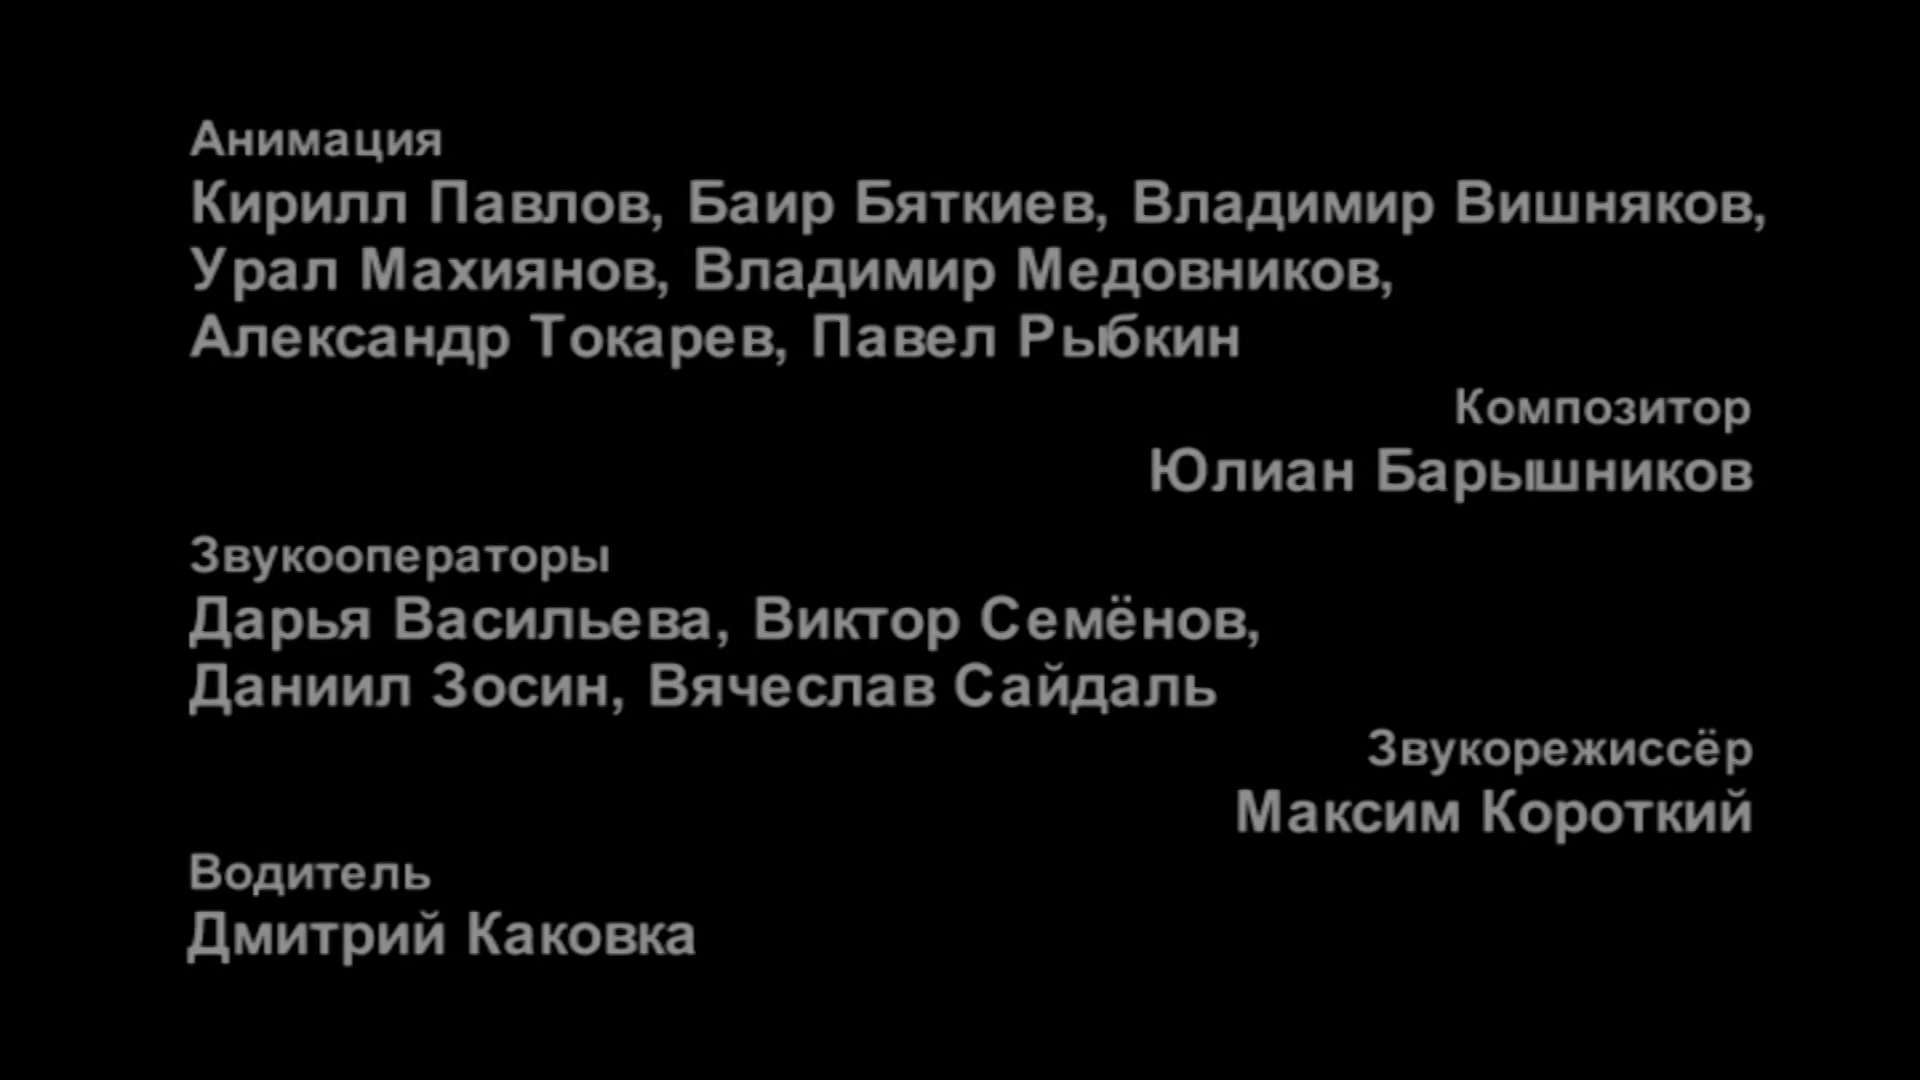 Анимация
Кирилл Павлов, Баир Бяткиев, Владимир Вишняков,
Урал Махиянов, Владимир Медовников,
Александр Токарев, Павел Рыбкин
Композитор
Юлиан Барышников
Звукооператоры
Дарья Васильева, Виктор Семёнов,
Даниил Зосин, Вячеслав Сайдаль
Звукорежиссёр
Максим Короткий
Водитель
Дмитрий Каковка